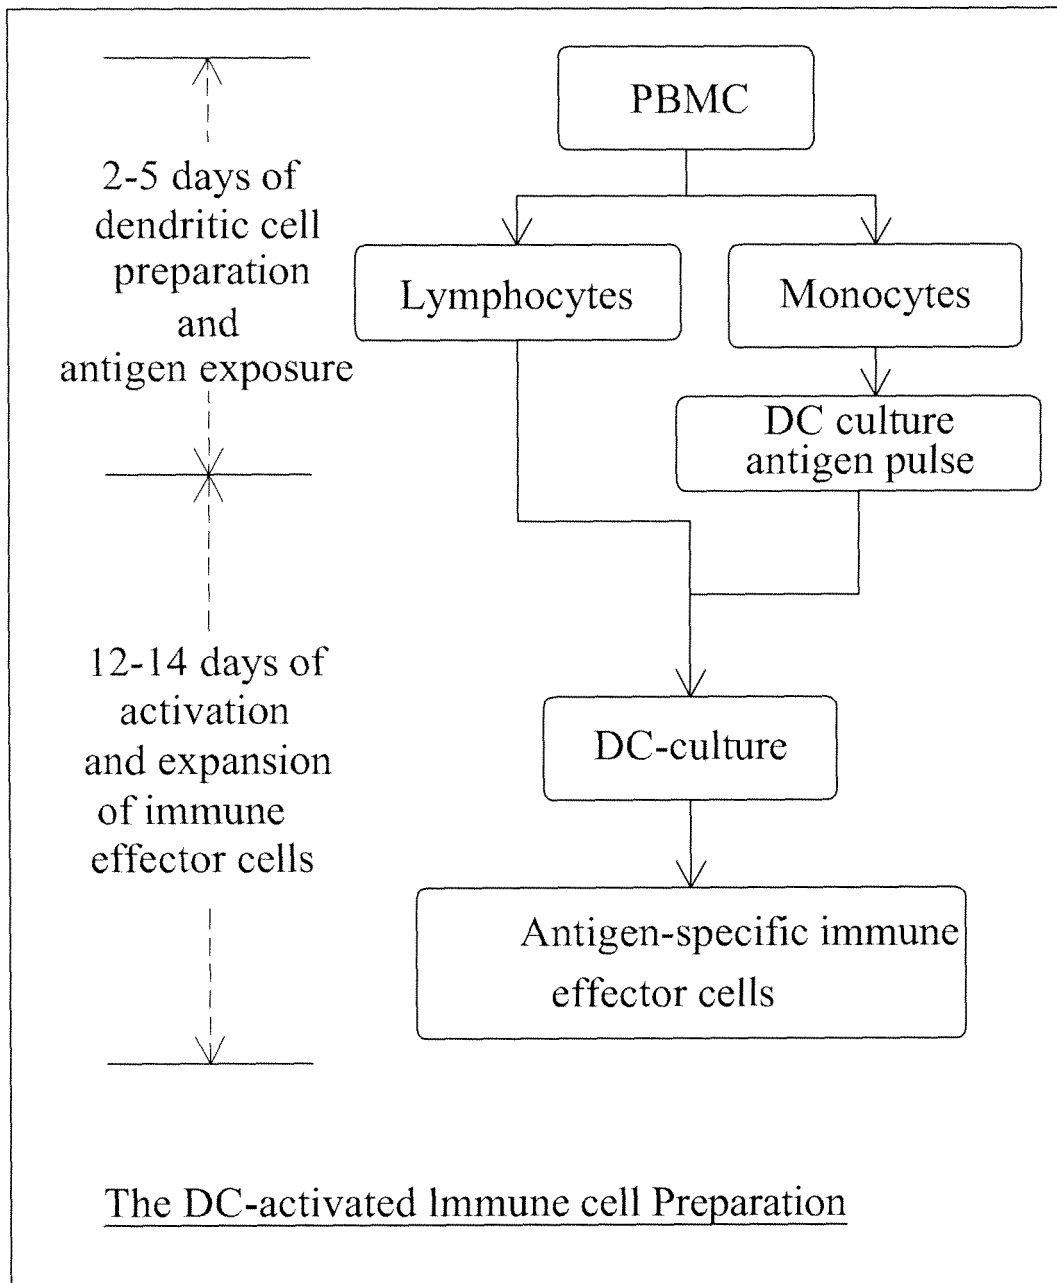 PBMC
2-5 days of
dendritic cell
preparation
and
antigen exposure
Lymphocytes
Monocytes
DC culture
antigen pulse
12-14 days of
activation
and expansion
of immune
effector cells
DC-culture
Antigen-specific immune
effector cells
The DC-activated Immune cell Preparation